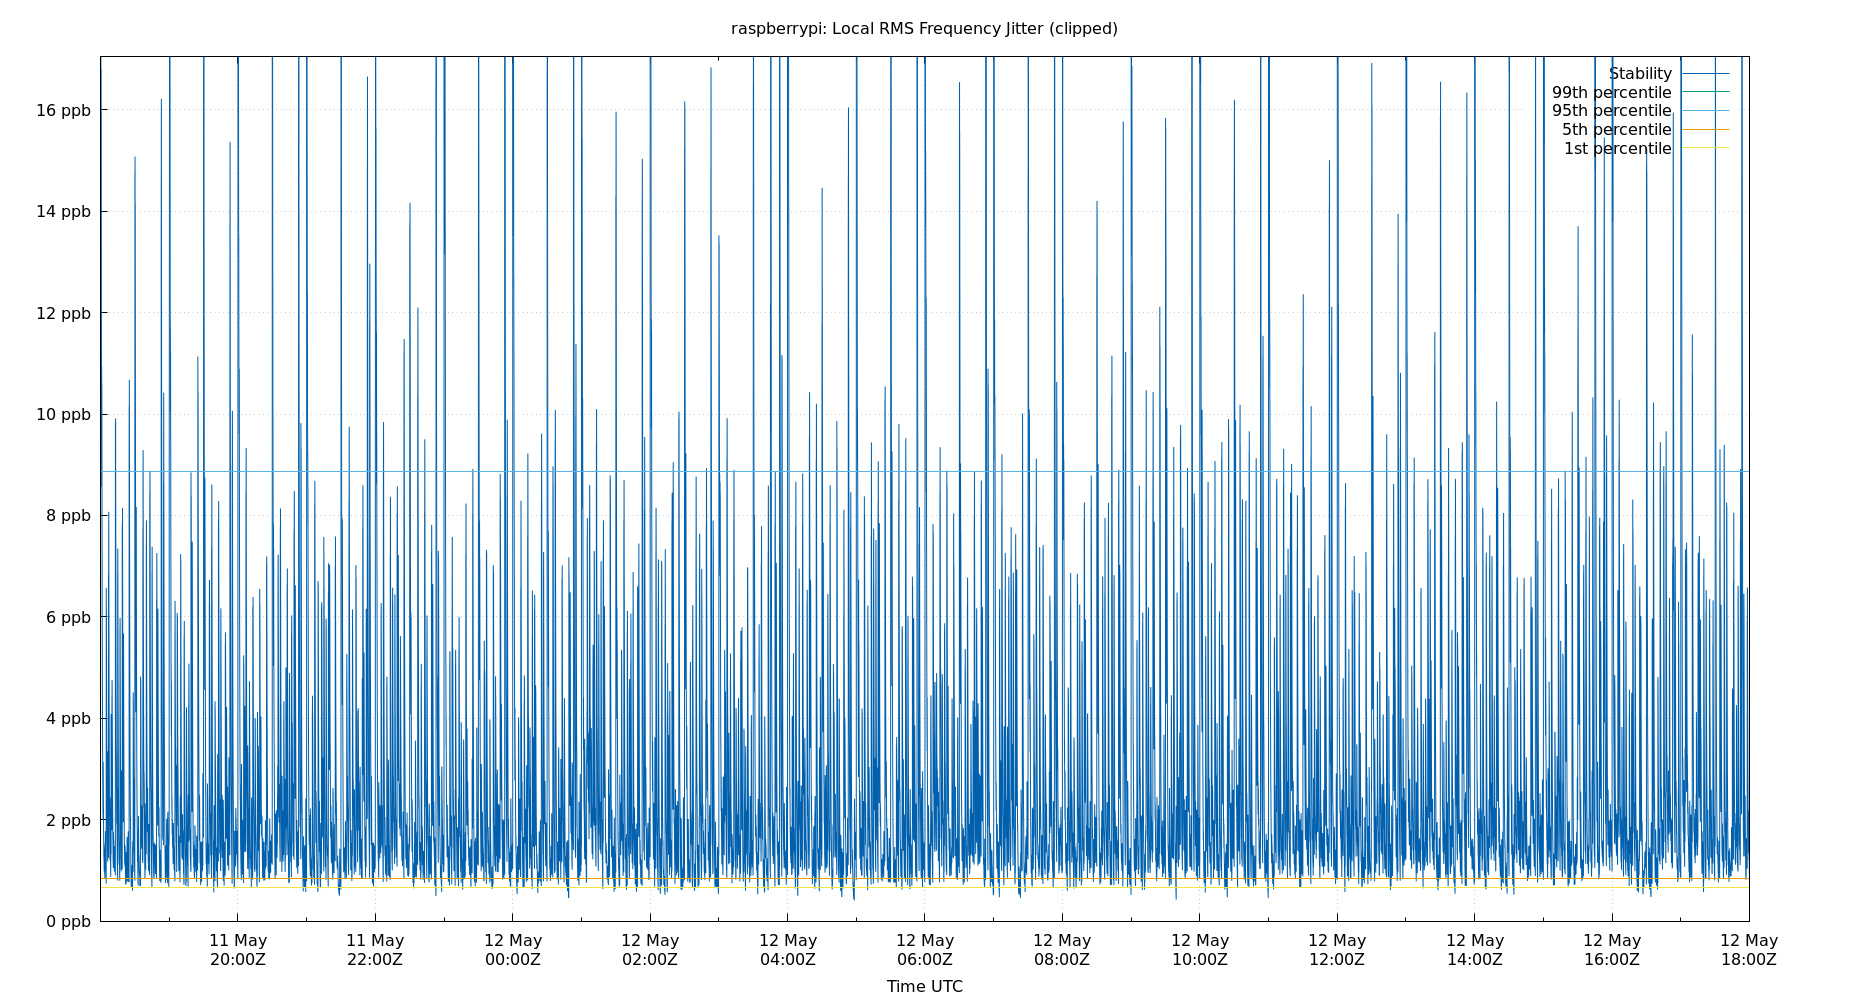 raspberrypi: Local RMS Frequency Jitter (clipped)
Stability
99th percentile
95th percentile
5th percentile
1st percentile
16 ppb
14 ppb
12 ppb
10 ppb
8 ppb
6 ppb
4 ppb
2 ppb
0 ppb
11 May 11 May 12 May 12 May 12 May 12 May 12 May 12 May 12 May 12 May 12 May 12 May
20:00Z 22:00Z 00:00Z 02:00Z 04:00Z 06:00Z 08:00Z 10:00Z 12:00Z 14:00Z 16:00Z 18:00Z
Time UTC